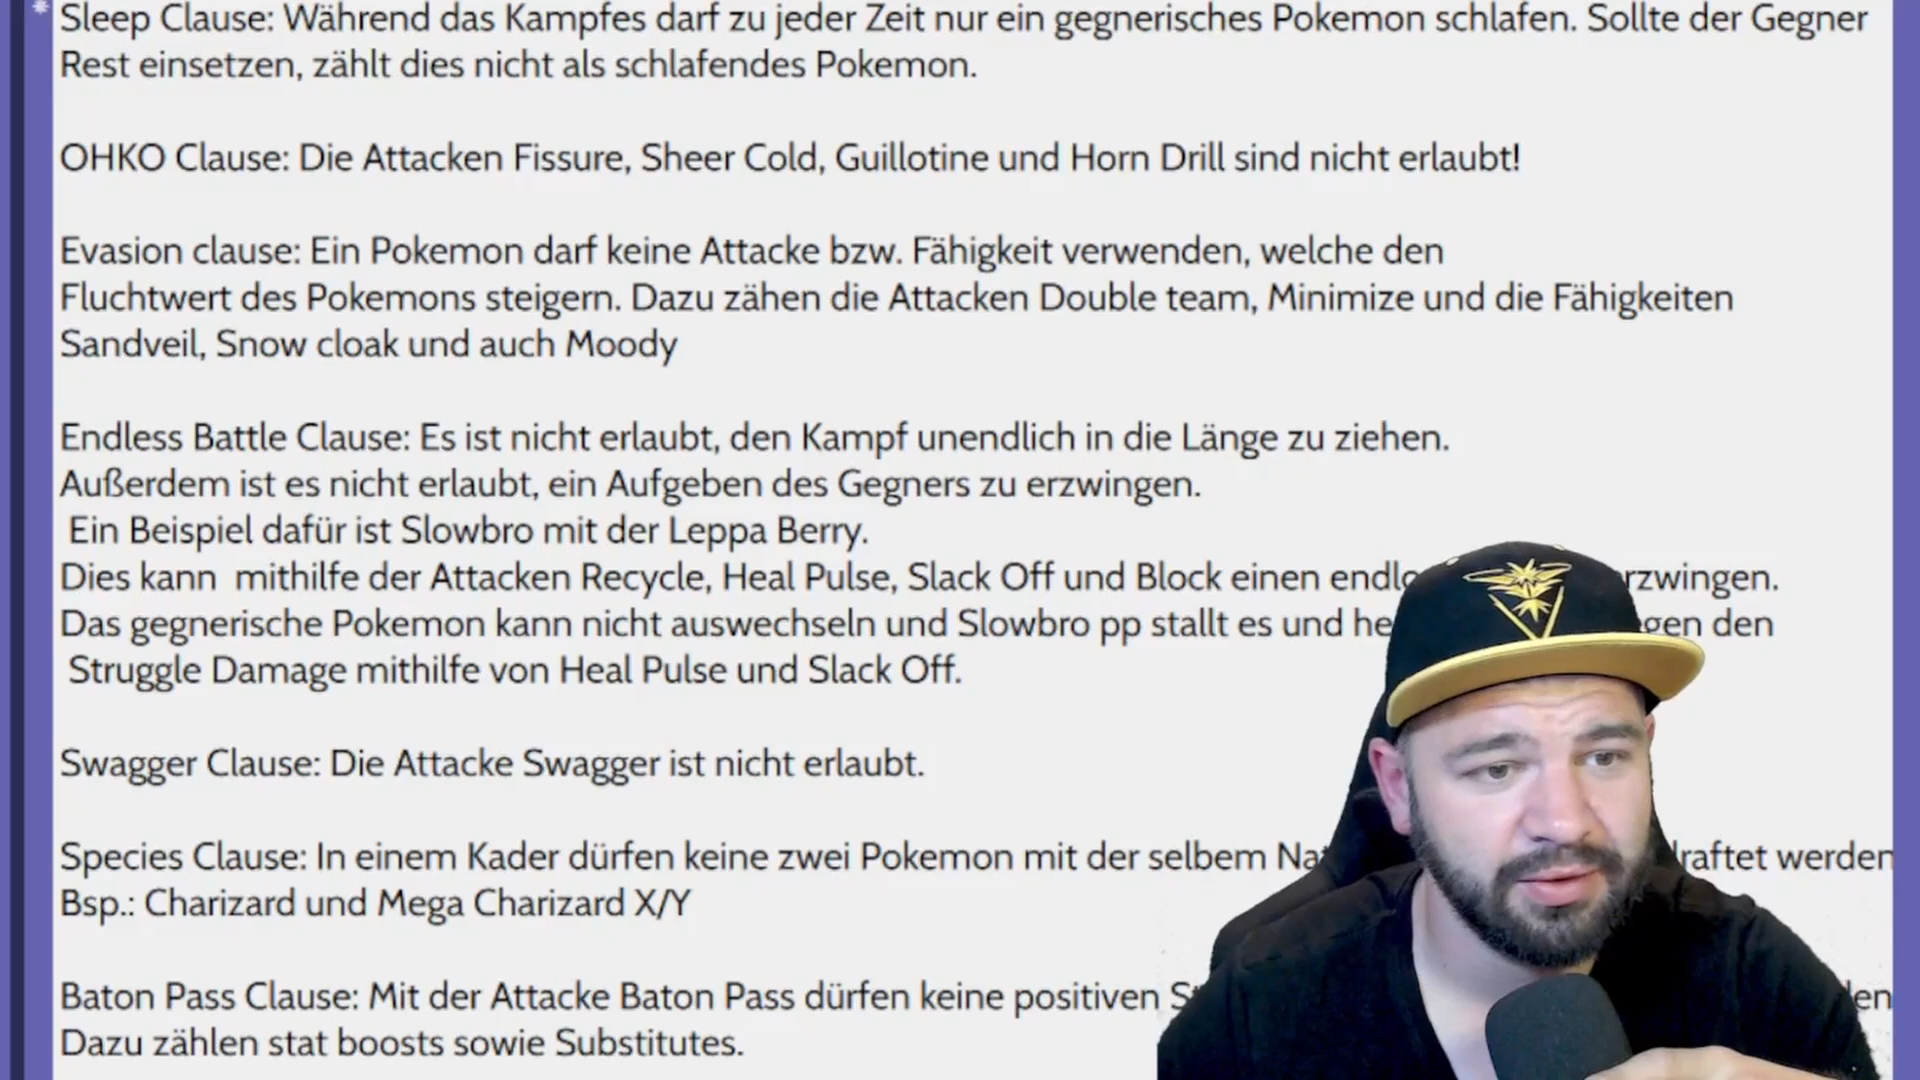 Sleep Clause: Während das Kampfes darf zu jeder Zeit nur ein gegnerisches Pokemon schlafen. Sollte der Gegner
Rest einsetzen, zählt dies nicht als schlafendes Pokemon.
OHKO Clause: Die Attacken Fissure, Sheer Cold, Guillotine und Horn Drill sind nicht erlaubt!
Evasion clause: Ein Pokemon darf keine Attacke bzw. Fähigkeit verwenden, welche den
Fluchtwert des Pokemons steigern. Dazu zähen die Attacken Double team, Minimize und die Fähigkeiten
Sandveil, Snow cloak und auch Moody
Endless Battle Clause: Es ist nicht erlaubt, den Kampf unendlich in die Länge zu ziehen.
Außerdem ist es nicht erlaubt, ein Aufgeben des Gegners zu erzwingen.
Ein Beispiel dafür ist Slowbro mit der Leppa Berry.
Dies kann mithilfe der Attacken Recycle, Heal Pulse, Slack Off und Block einen
Das gegnerische Pokemon kann nicht auswechseln und Slowbro pp stallt es und den
Struggle Damage mithilfe von Heal Pulse und Slack Off.
Swagger Clause: Die Attacke Swagger ist nicht erlaubt.
Species Clause: In einem Kader dürfen keine zwei Pokemon mit der selbem werden
Bsp.: Charizard und Mega Charizard X/Y
Baton Pass Clause: Mit der Attacke Baton Pass dürfen keine positiven
Dazu zählen stat boosts sowie Substitutes.